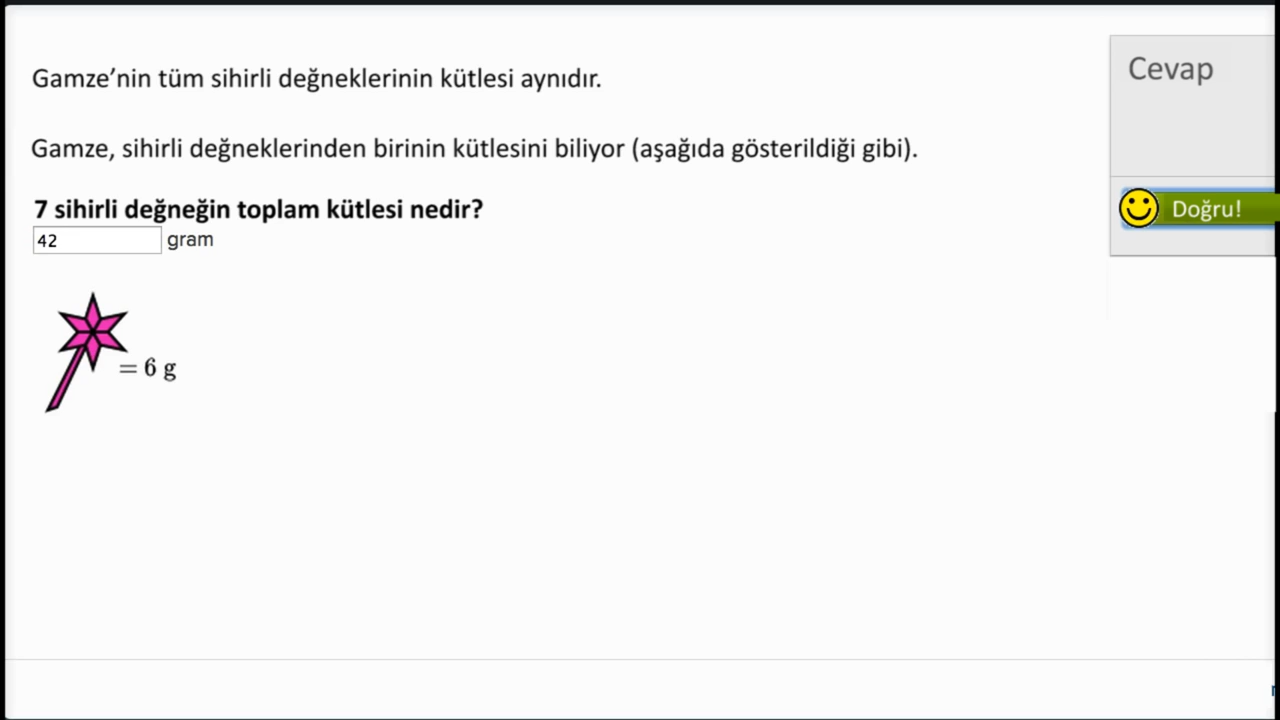 Gamze’nin tüm sihirli değneklerinin kütlesi aynıdır.
Gamze, sihirli değneklerinden birinin kütlesini biliyor (aşağıda gösterildiği gibi).
7 sihirli değneğin toplam kütlesi nedir?
42 gram
= 6 g
Cevap
Doğru!